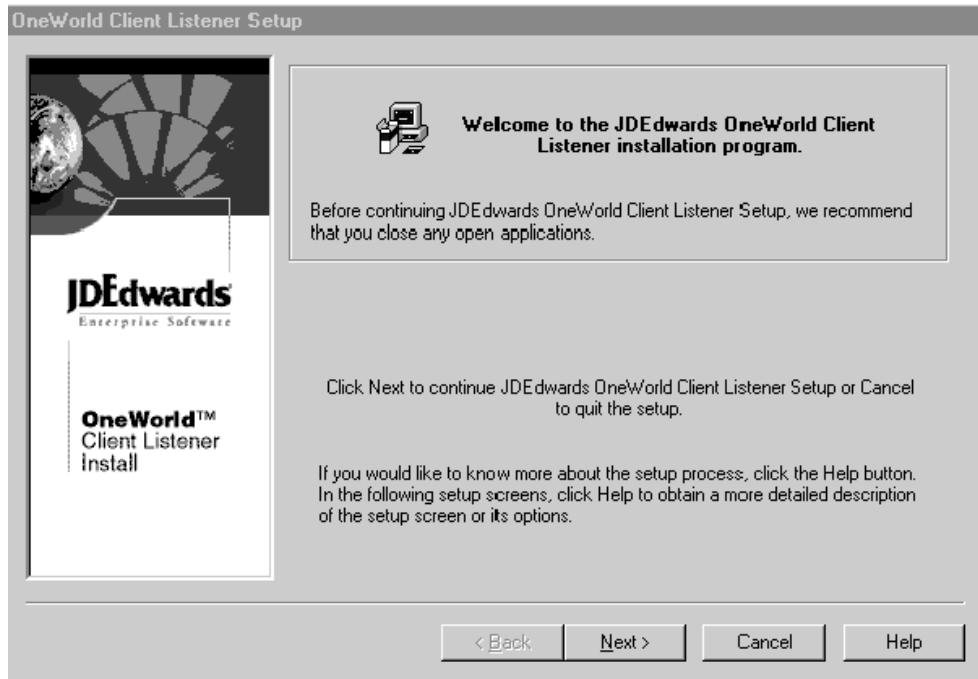 OneWorld Client Listener Setup
Welcome to the JDEdwards OneWorld Client
Listener installation program.
Before continuing JDEdwards OneWorld Client Listener Setup, we recommend
that you close any open applications.
JDEdwards
Enterprise Software
OneWorld™
Client Listener
Install
Click Next to continue JDEdwards OneWorld Client Listener Setup or Cancel
to quit the setup.
If you would like to know more about the setup process, click the Help button.
In the following setup screens, click Help to obtain a more detailed description
of the setup screen or its options.
< Back
Next >
Cancel
Help